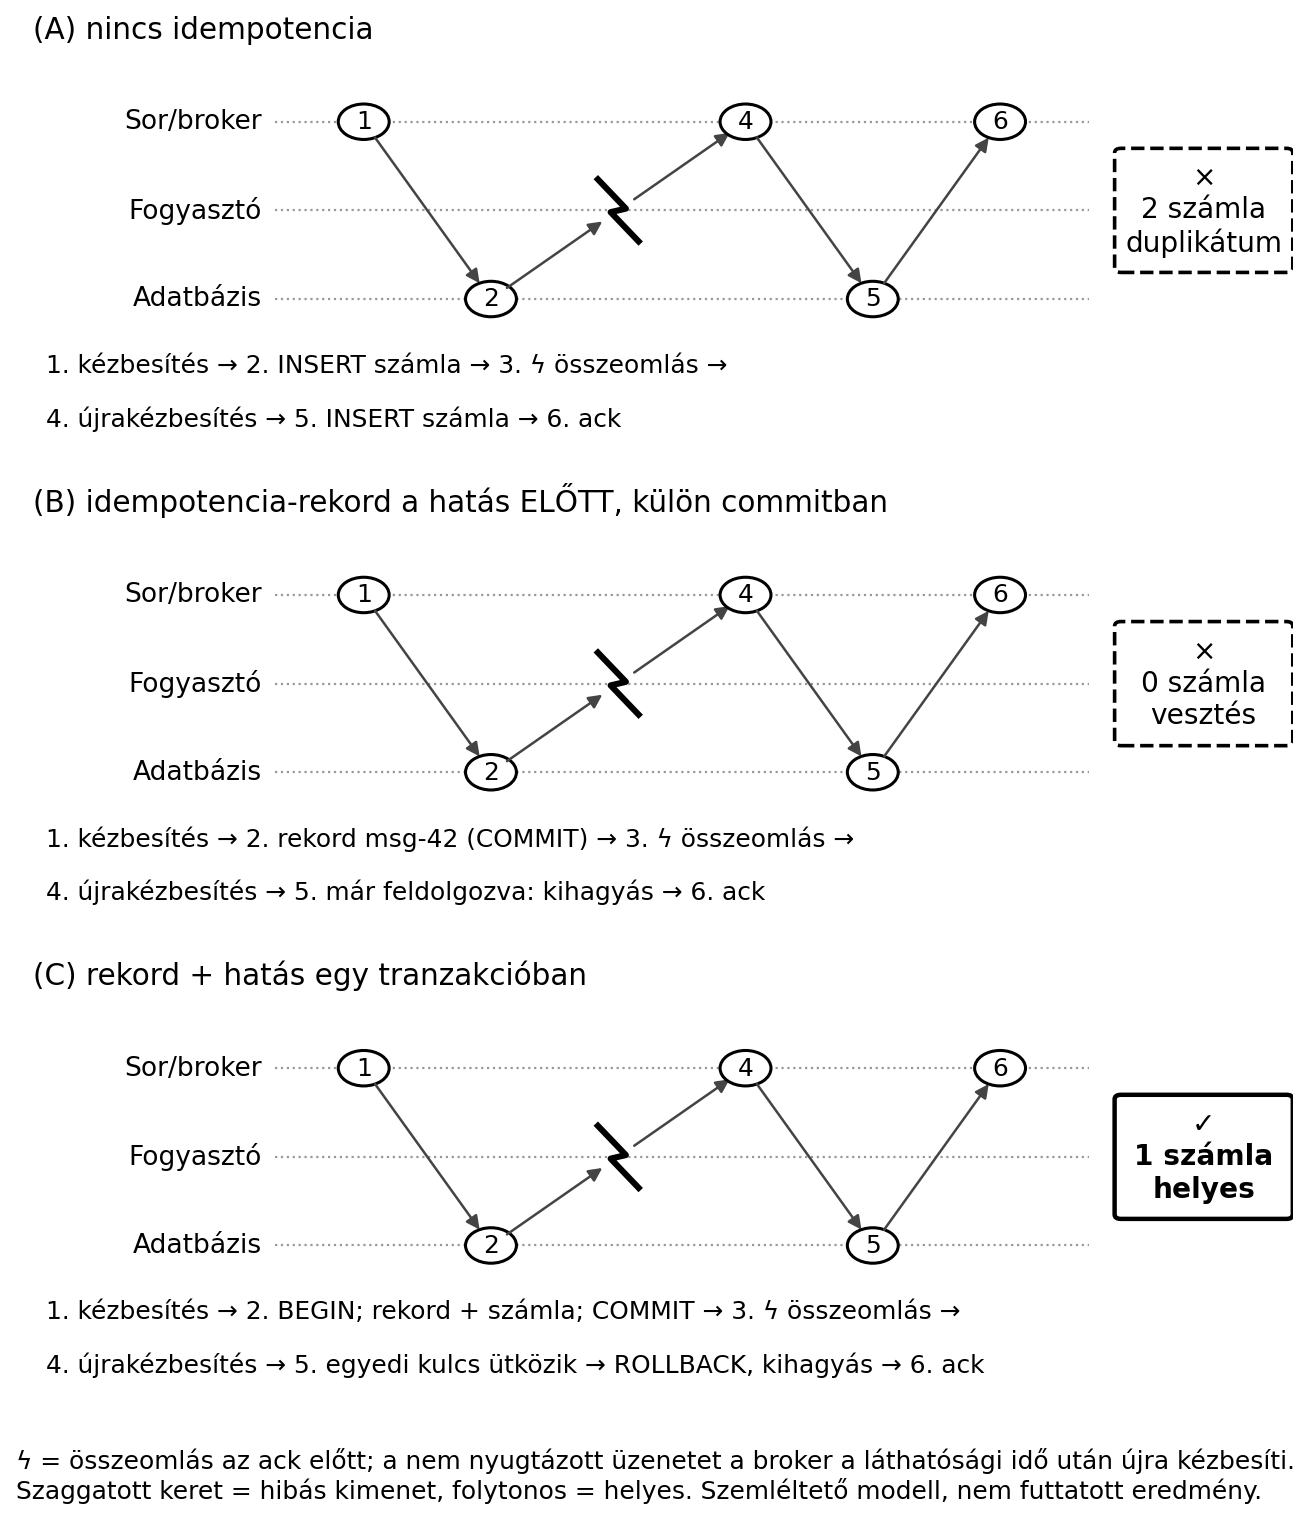 (A) nincs idempotencia
Sor/broker
1
4
6
Fogyasztó
Adatbázis
2
5
×
2 számla
duplikátum
1. kézbesítés → 2. INSERT számla → 3. ϟ összeomlás →
4. újrakézbesítés → 5. INSERT számla → 6. ack
(B) idempotencia-rekord a hatás ELŐTT, külön commitban
Sor/broker
1
4
6
Fogyasztó
Adatbázis
2
5
×
0 számla
vesztés
1. kézbesítés → 2. rekord msg-42 (COMMIT) → 3. ϟ összeomlás →
4. újrakézbesítés → 5. már feldolgozva: kihagyás → 6. ack
(C) rekord + hatás egy tranzakcióban
Sor/broker
1
4
6
Fogyasztó
Adatbázis
2
5
✓
1 számla
helyes
1. kézbesítés → 2. BEGIN; rekord + számla; COMMIT → 3. ϟ összeomlás →
4. újrakézbesítés → 5. egyedi kulcs ütközik → ROLLBACK, kihagyás → 6. ack
ϟ = összeomlás az ack előtt; a nem nyugtázott üzenetet a broker a láthatósági idő után újra kézbesíti.
Szaggatott keret = hibás kimenet, folytonos = helyes. Szemléltető modell, nem futtatott eredmény.